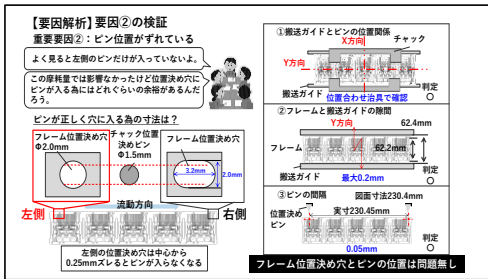 【要因解析】要因②の検証
重要要因②：ピン位置がずれている
よく見ると左側のピンだけが入っていないよ。
この摩耗量では影響なかったけど位置決め穴に
ピンが入る為にはどれぐらいの余裕があるんだ
ろう。
ピンが正しく穴に入る為の寸法は？
フレーム位置決め穴
Φ2.0mm
チャック位置
決めピン
Φ1.5mm
フレーム位置決め穴
3.2mm
2.0mm
左側
流動方向
右側
左側の位置決め穴は中心から
0.25mmズレるとピンが入らなくなる
①搬送ガイドとピンの位置関係
X方向
チャック
Y方向
搬送ガイド
位置合わせ治具で確認
判定
○
②フレームと搬送ガイドの隙間
Y方向
62.4mm
フレーム
62.2mm
搬送ガイド
最大0.2mm
判定
○
③ピンの間隔
図面寸法230.4mm
位置決め
ピン
実寸230.45mm
0.05mm
判定
○
フレーム位置決め穴とピンの位置は問題無し